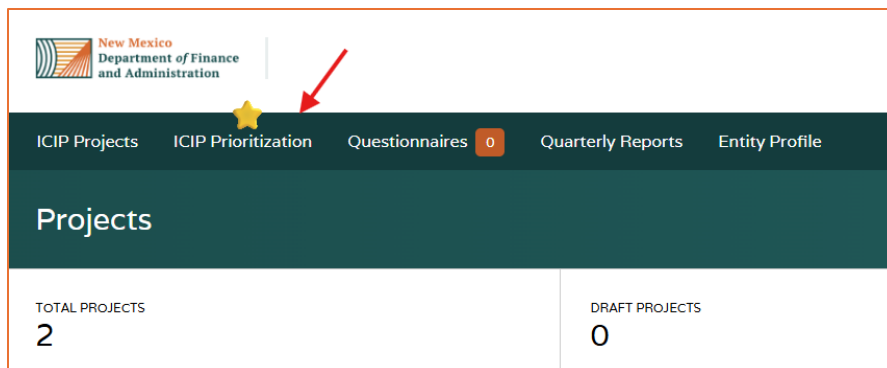 New Mexico
Department of Finance
and Administration
ICIP Projects ICIP Prioritization Questionnaires 0 Quarterly Reports Entity Profile
Projects
TOTAL PROJECTS DRAFT PROJECTS
2 0